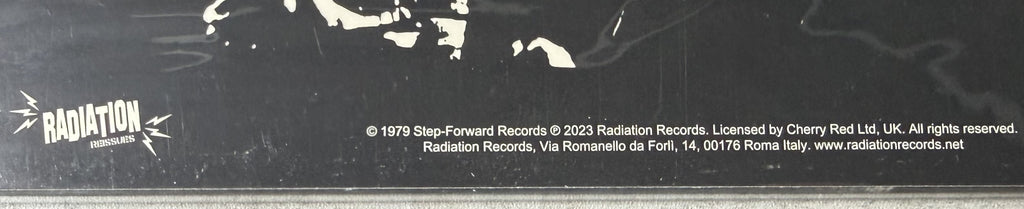 RADIATION
REISSUES
© 1979 Step-Forward Records ℗ 2023 Radiation Records. Licensed by Cherry Red Ltd, UK. All rights reserved.
Radiation Records, Via Romanello da Forlì, 14, 00176 Roma Italy. www.radiationrecords.net